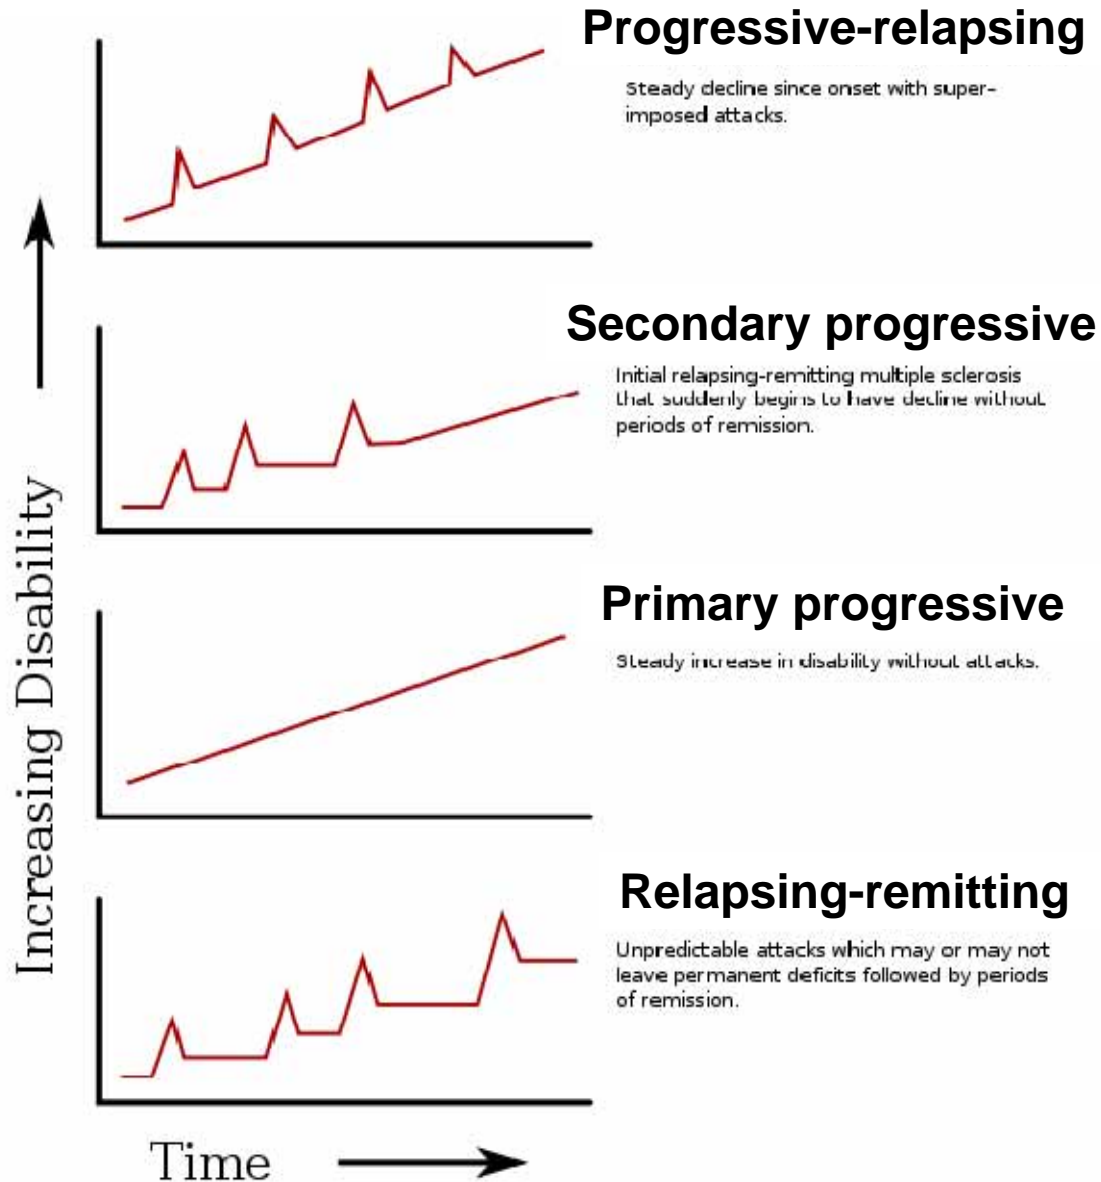 Progressive-relapsing
Steady decline since onset with super-
imposed attacks.
Secondary progressive
Initial relapsing-remitting multiple sclerosis
that suddenly begins to have decline without
periods of remission.
Increasing Disability
Primary progressive
Steady increase in disability without attacks.
Relapsing-remitting
Unpredictable attacks which may or may not
leave permanent deficits followed by periods
of remission.
Time